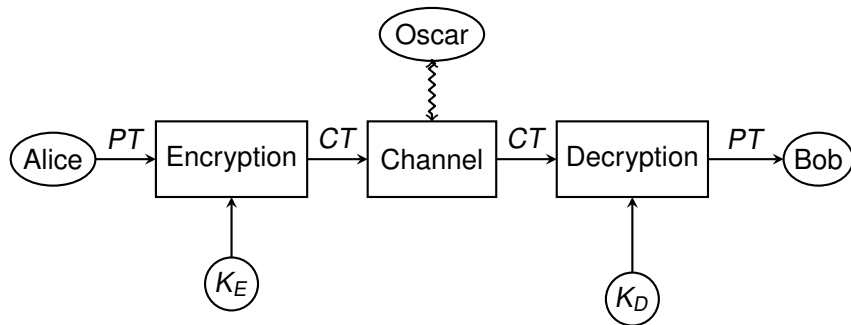 Oscar
PT CT CT PT
Alice Encryption Channel Decryption Bob
K_E K_D